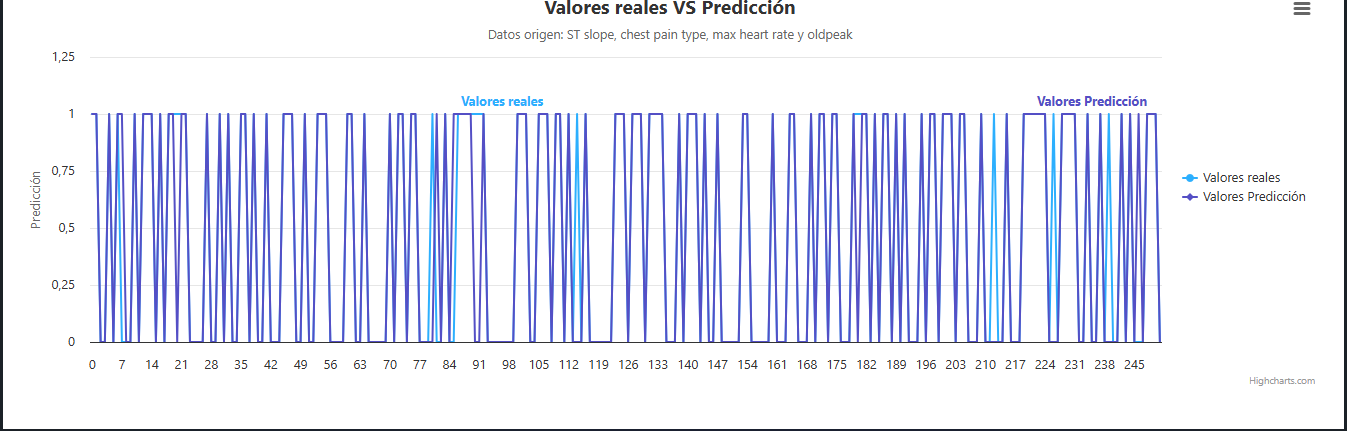 Valores reales VS Predicción
Datos origen: ST slope, chest pain type, max heart rate y oldpeak
1,25
Valores reales
Valores Predicción
1
0,75
Predicción
Valores reales
Valores Predicción
0,5
0,25
0
0 7 14 21 28 35 42 49 56 63 70 77 84 91 98 105 112 119 126 133 140 147 154 161 168 175 182 189 196 203 210 217 224 231 238 245
Highcharts.com